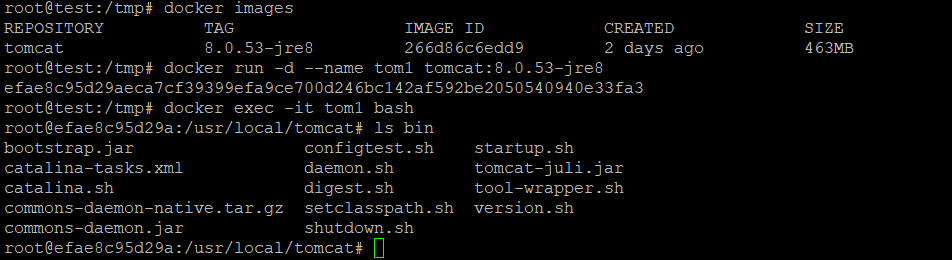 root@test:/tmp# docker images
REPOSITORY TAG IMAGE ID CREATED SIZE
tomcat 8.0.53-jre8 266d86c6edd9 2 days ago 463MB
root@test:/tmp# docker run -d --name tom1 tomcat:8.0.53-jre8
efae8c95d29aeca7cf39399efa9ce700d246bc142af592be2050540940e33fa3
root@test:/tmp# docker exec -it tom1 bash
root@efae8c95d29a:/usr/local/tomcat# ls bin
bootstrap.jar configtest.sh startup.sh
catalina-tasks.xml daemon.sh tomcat-juli.jar
catalina.sh digest.sh tool-wrapper.sh
commons-daemon-native.tar.gz setclasspath.sh version.sh
commons-daemon.jar shutdown.sh
root@efae8c95d29a:/usr/local/tomcat#